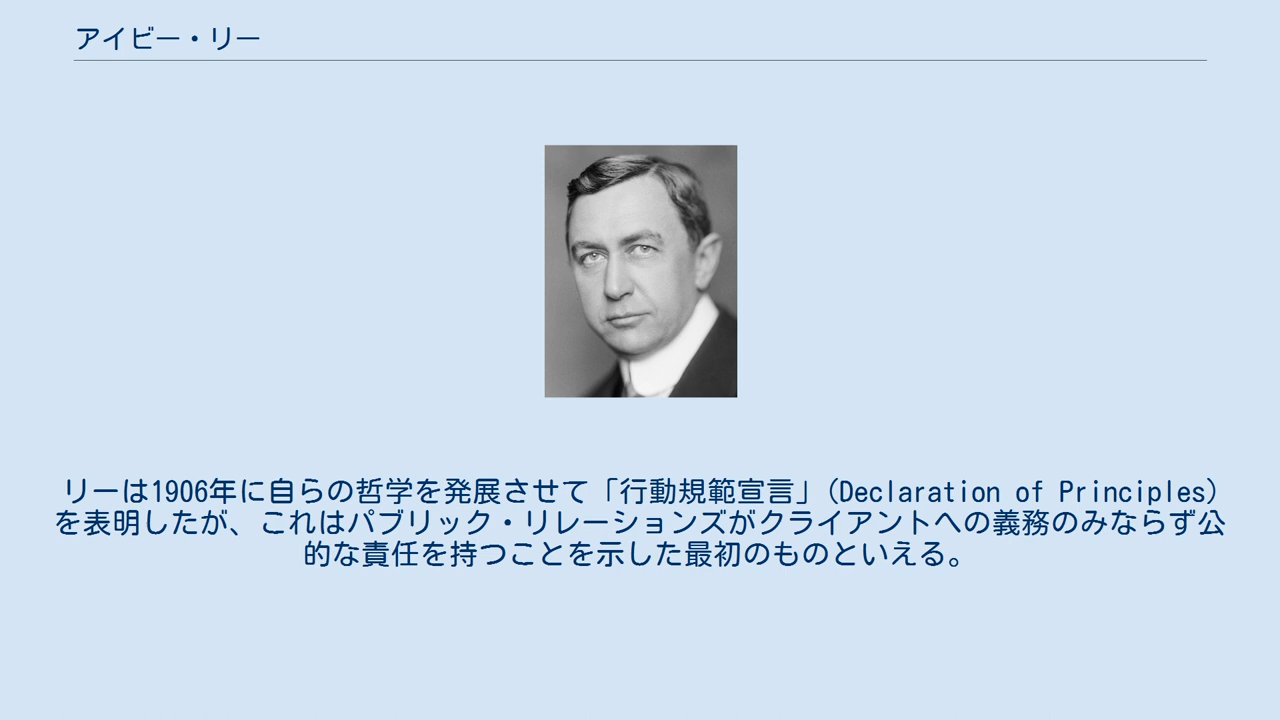 アイビー・リー
リーは1906年に自らの哲学を発展させて「行動規範宣言」(Declaration of Principles)
を表明したが、これはパブリック・リレーションズがクライアントへの義務のみならず公
的な責任を持つことを示した最初のものといえる。